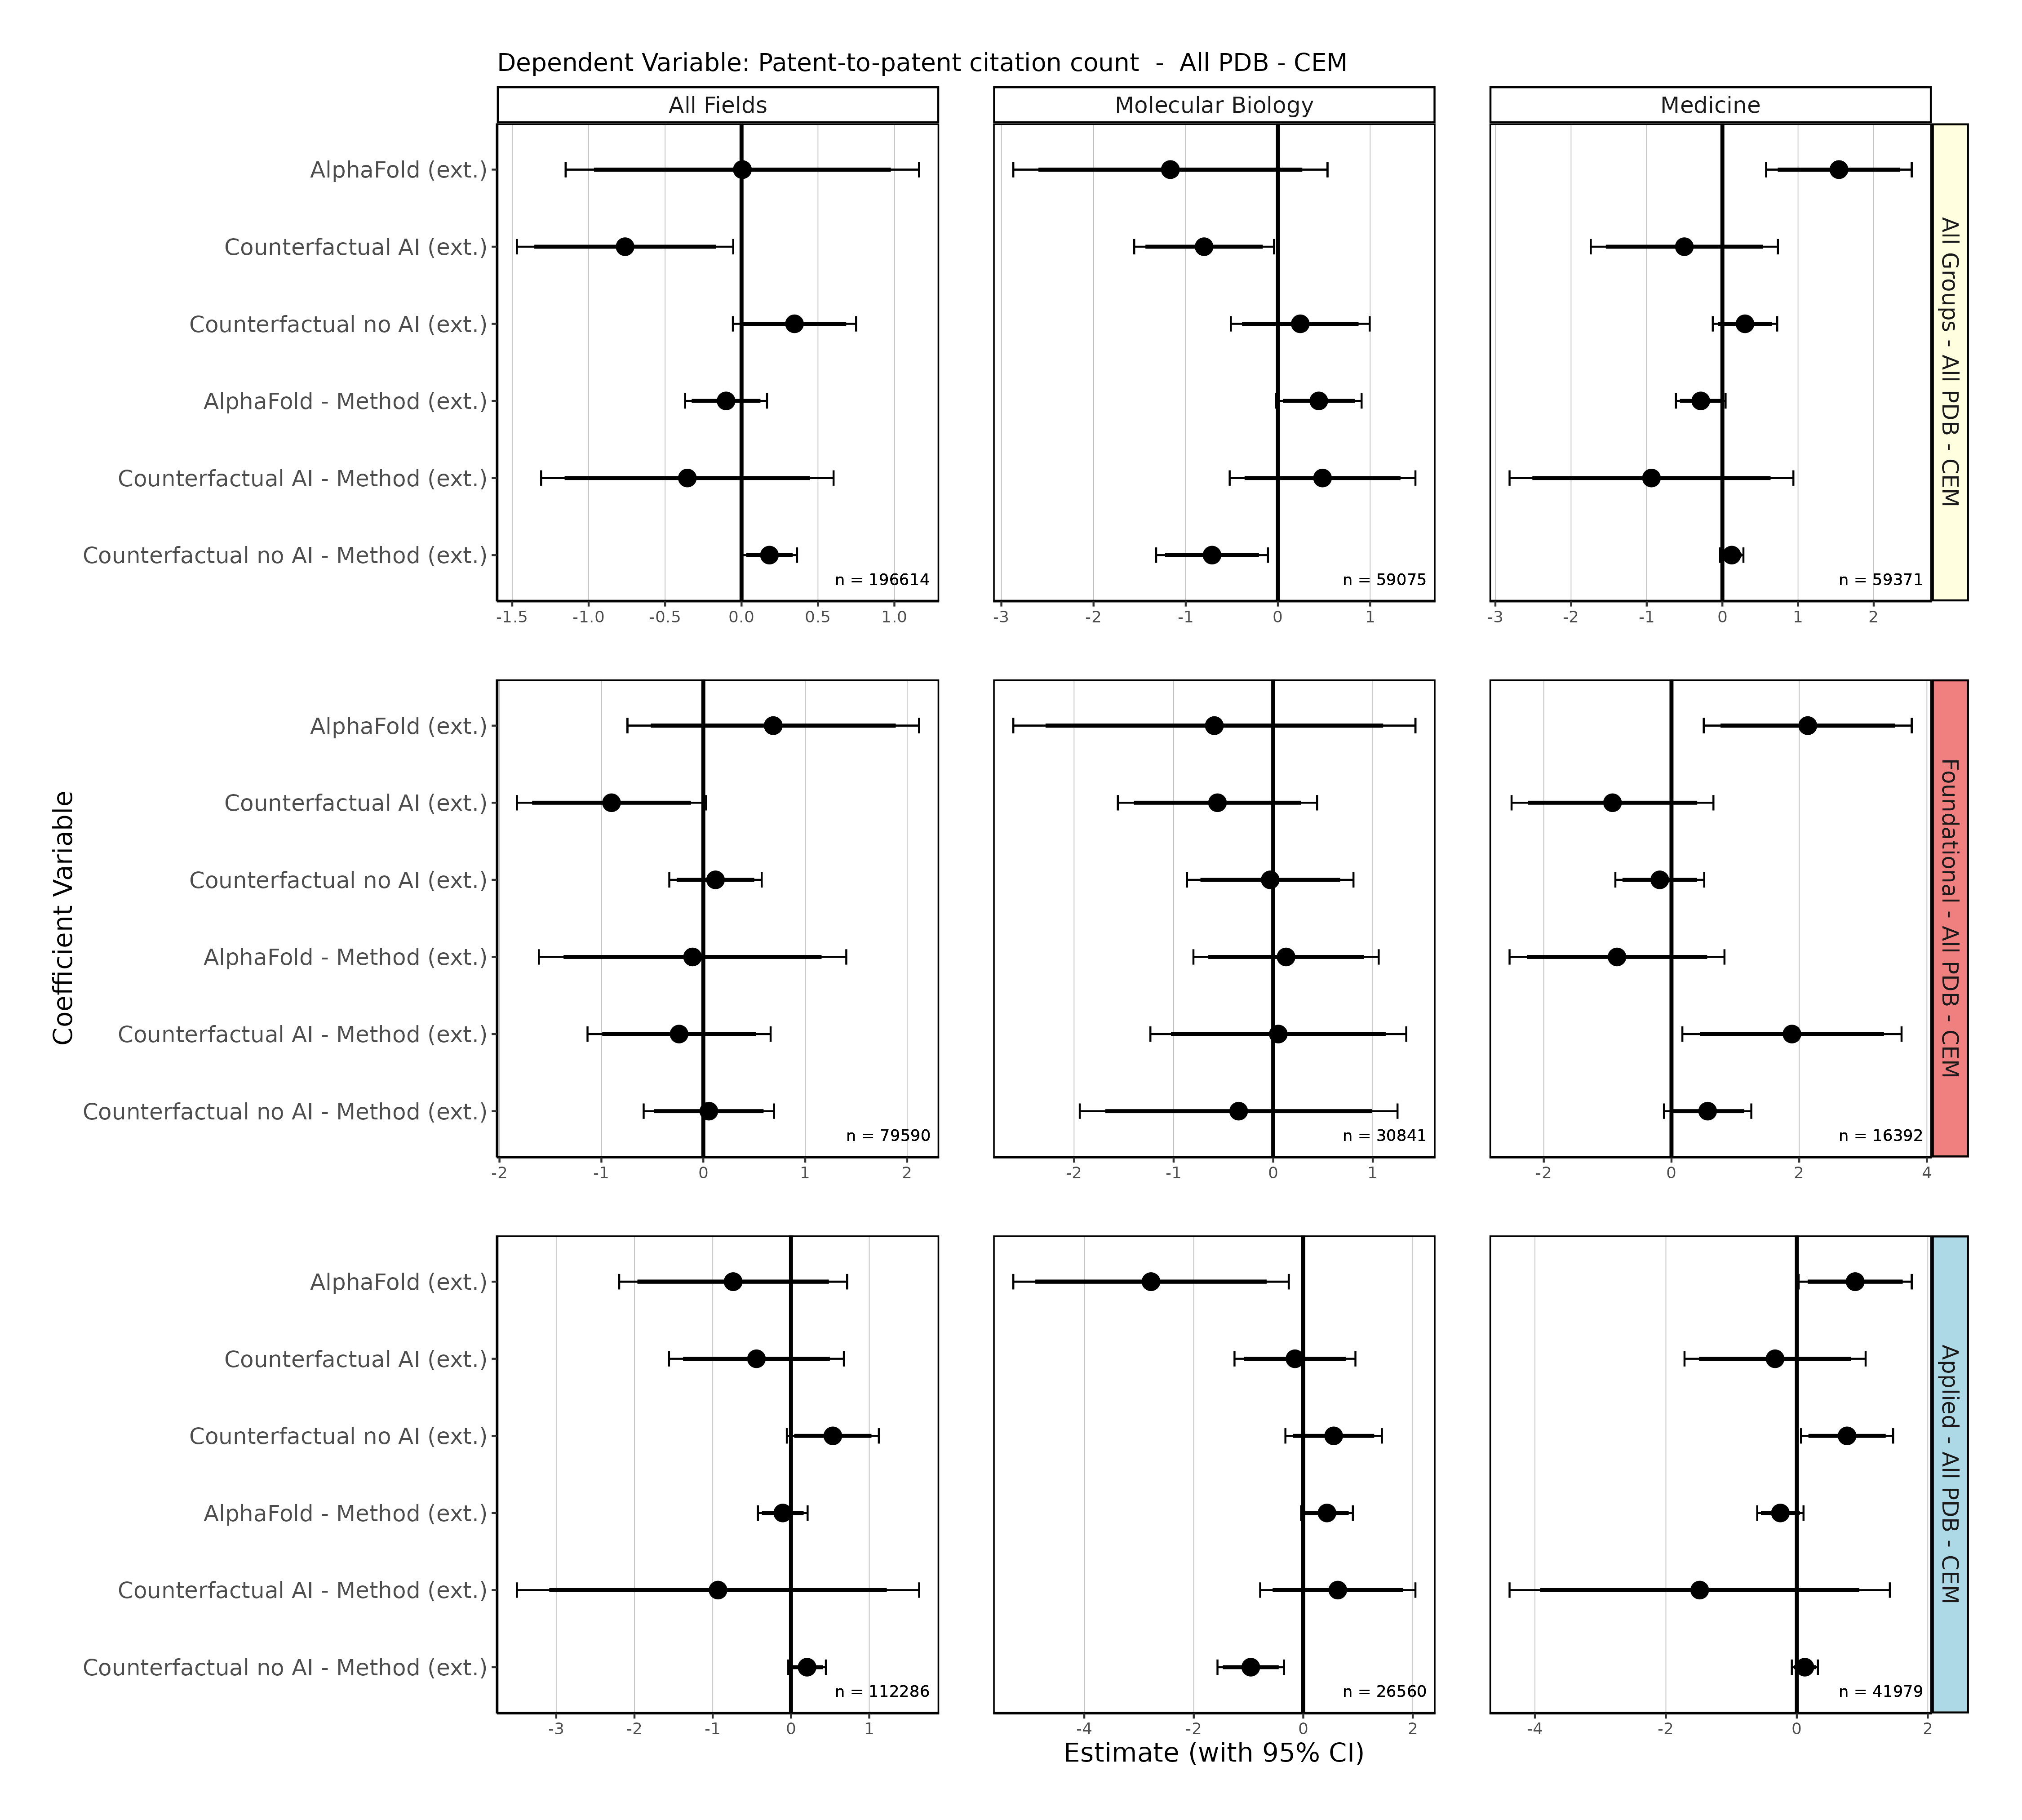 Dependent Variable: Patent-to-patent citation count  -  All PDB - CEM
All Fields
Molecular Biology
Medicine
AlphaFold (ext.)
Counterfactual AI (ext.)
Counterfactual no AI (ext.)
AlphaFold - Method (ext.)
Counterfactual AI - Method (ext.)
Counterfactual no AI - Method (ext.)
n = 196614
n = 59075
n = 59371
All Groups - All PDB - CEM
-1.5 -1.0 -0.5 0.0 0.5 1.0
-3 -2 -1 0 1
-3 -2 -1 0 1 2
Coefficient Variable
AlphaFold (ext.)
Counterfactual AI (ext.)
Counterfactual no AI (ext.)
AlphaFold - Method (ext.)
Counterfactual AI - Method (ext.)
Counterfactual no AI - Method (ext.)
n = 79590
n = 30841
n = 16392
Foundational - All PDB - CEM
-2 -1 0 1 2
-2 -1 0 1
-2 0 2 4
AlphaFold (ext.)
Counterfactual AI (ext.)
Counterfactual no AI (ext.)
AlphaFold - Method (ext.)
Counterfactual AI - Method (ext.)
Counterfactual no AI - Method (ext.)
n = 112286
n = 26560
n = 41979
Applied - All PDB - CEM
-3 -2 -1 0 1
-4 -2 0 2
-4 -2 0 2
Estimate (with 95% CI)